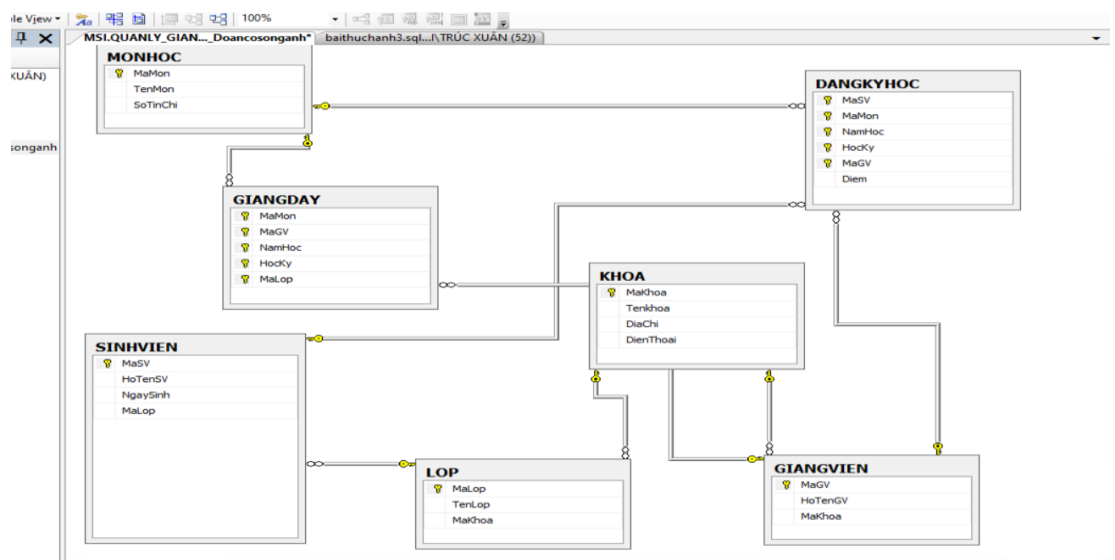 ble View
100%
MSI.QUANLY_GIAN..._Doancosonganh*
baithuchanh3.sql...I\TRÚC XUÂN (52))
XUÂN)
songanh
MONHOC
MaMon
TenMon
SoTinChi
DANGKYHOC
MaSV
MaMon
NamHoc
HocKy
MaGV
Diem
GIANGDAY
MaMon
MaGV
NamHoc
HocKy
MaLop
KHOA
MaKhoa
Tenkhoa
DiaChi
DienThoai
SINHVIEN
MaSV
HoTenSV
NgaySinh
MaLop
LOP
MaLop
TenLop
MaKhoa
GIANGVIEN
MaGV
HoTenGV
MaKhoa